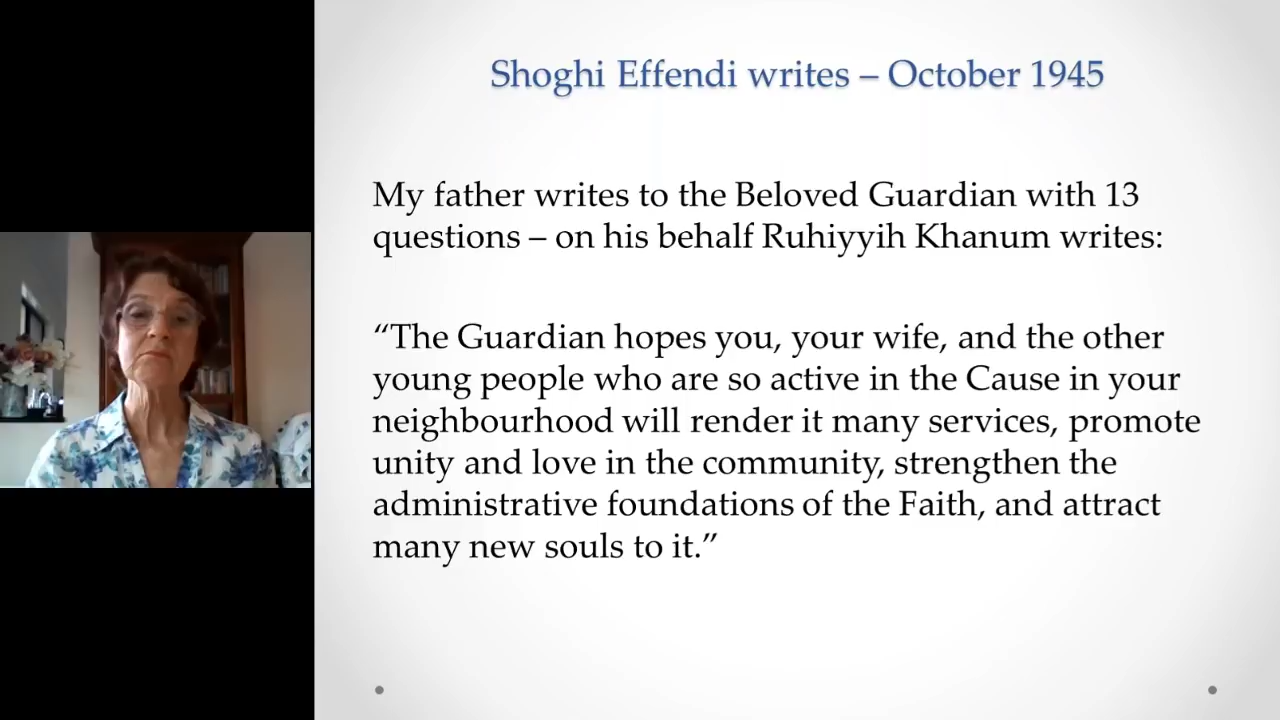 Shoghi Effendi writes – October 1945
My father writes to the Beloved Guardian with 13
questions – on his behalf Ruhiyyih Khanum writes:
“The Guardian hopes you, your wife, and the other
young people who are so active in the Cause in your
neighbourhood will render it many services, promote
unity and love in the community, strengthen the
administrative foundations of the Faith, and attract
many new souls to it.”